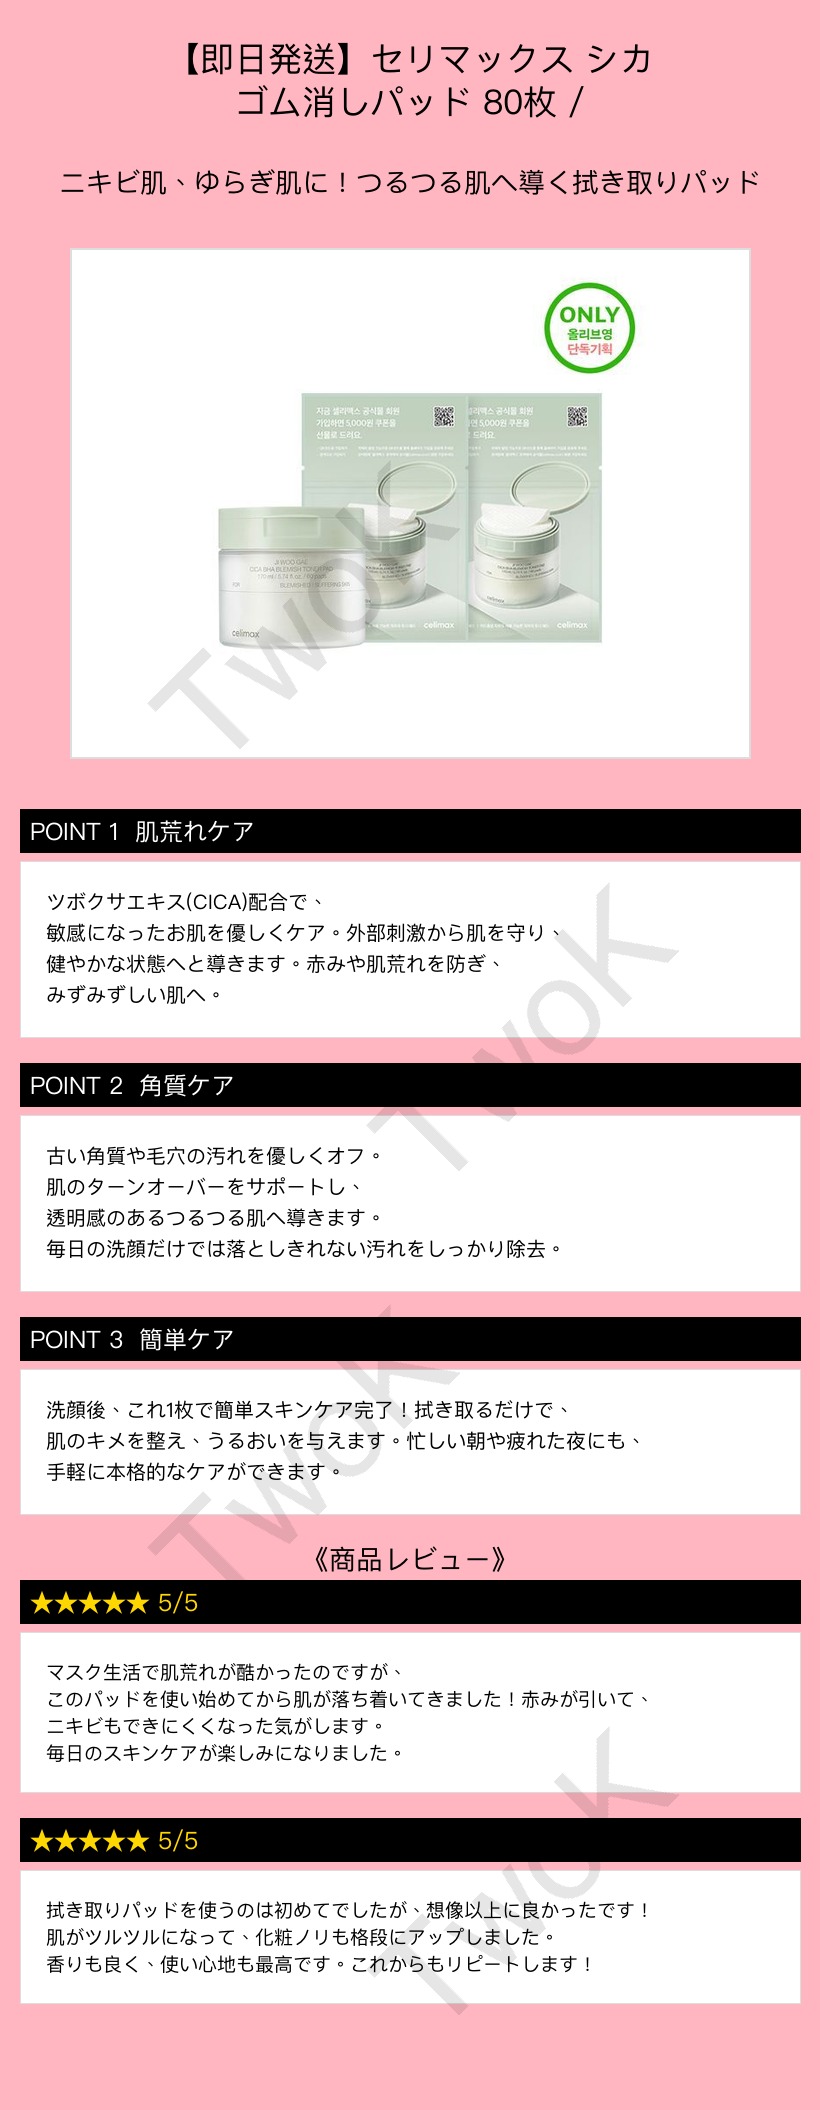 【即日発送】セリマックス シカ
ゴム消しパッド 80枚 /
ニキビ肌、ゆらぎ肌に！つるつる肌へ導く拭き取りパッド
ONLY
올리브영
단독기획
지금 셀리맥스 공식몰 회원
가입하면 5,000원 쿠폰을
선물로 드려요.
셀리맥스 공식몰 회원
5,000원 쿠폰을
드려요.
JI WOO GAE
CICA BHA BLEMISH TONER PAD
FOR
BLEMISHED / SUFFERING SKIN
celimax
celimax
celimax
TwoK
POINT 1 肌荒れケア
ツボクサエキス(CICA)配合で、
敏感になったお肌を優しくケア。外部刺激から肌を守り、
健やかな状態へと導きます。赤みや肌荒れを防ぎ、
みずみずしい肌へ。
TwoK
POINT 2 角質ケア
古い角質や毛穴の汚れを優しくオフ。
肌のターンオーバーをサポートし、
透明感のあるつるつる肌へ導きます。
毎日の洗顔だけでは落としきれない汚れをしっかり除去。
POINT 3 簡単ケア
洗顔後、これ1枚で簡単スキンケア完了！拭き取るだけで、
肌のキメを整え、うるおいを与えます。忙しい朝や疲れた夜にも、
手軽に本格的なケアができます。
TwoK
《商品レビュー》
★★★★★ 5/5
マスク生活で肌荒れが酷かったのですが、
このパッドを使い始めてから肌が落ち着いてきました！赤みが引いて、
ニキビもできにくくなった気がします。
毎日のスキンケアが楽しみになりました。
★★★★★ 5/5
拭き取りパッドを使うのは初めてでしたが、想像以上に良かったです！
肌がツルツルになって、化粧ノリも格段にアップしました。
香りも良く、使い心地も最高です。これからもリピートします！
TwoK